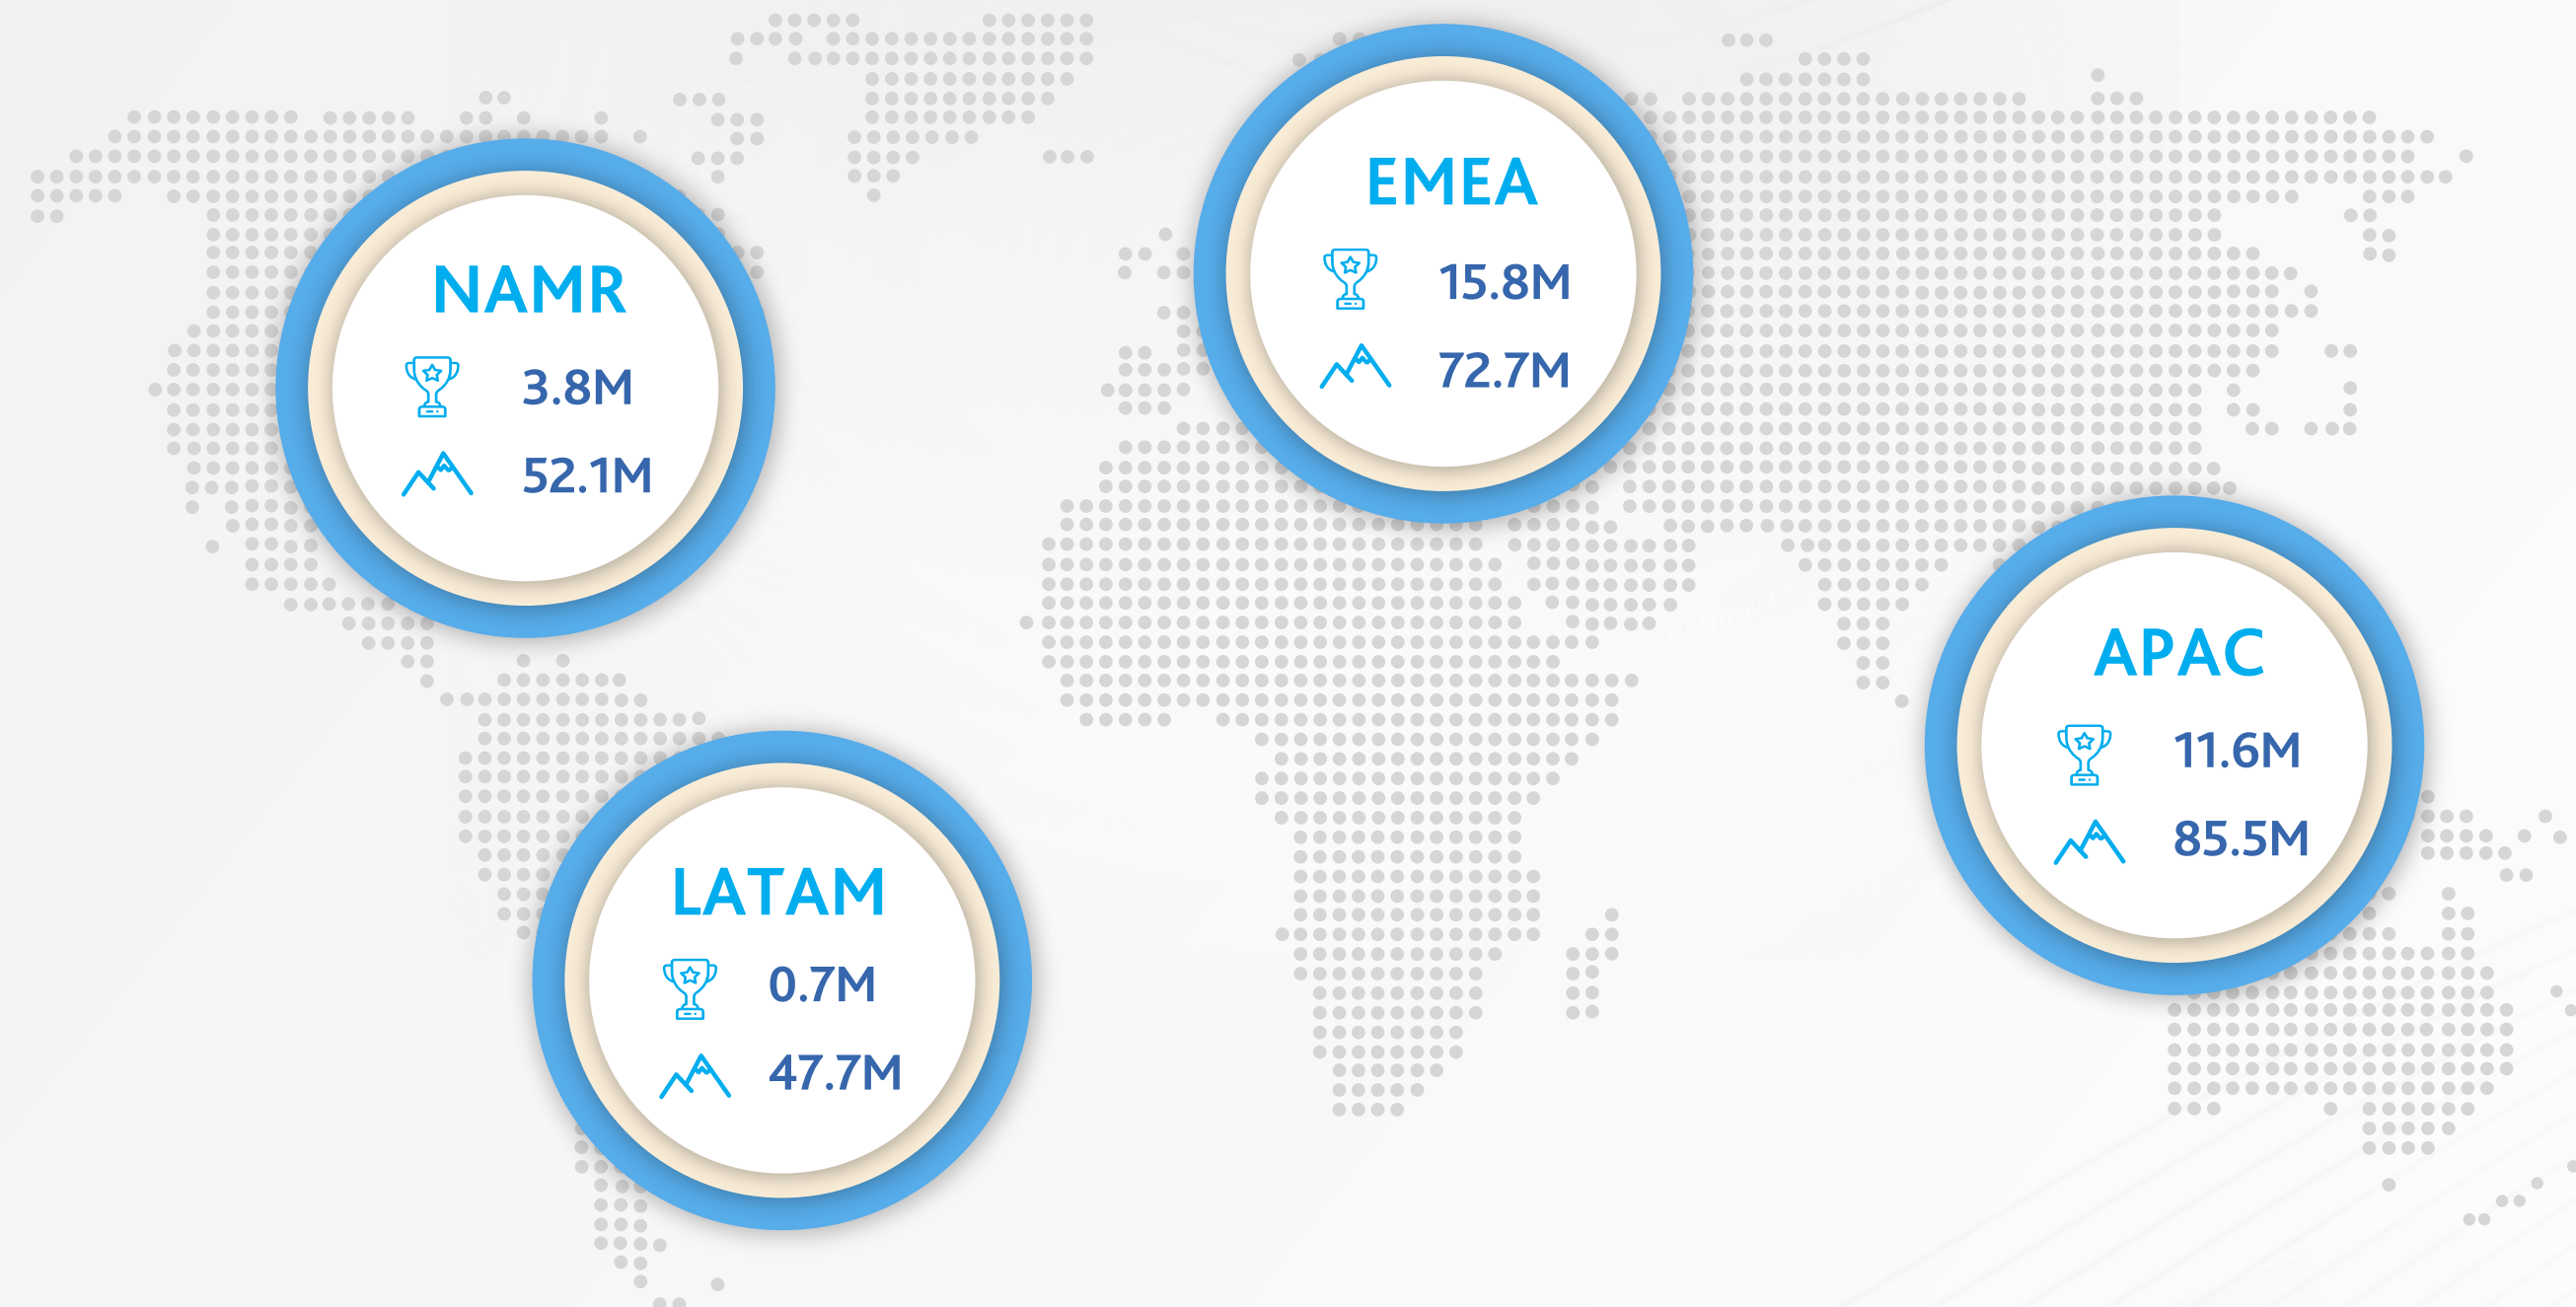 NAMR
3.8M
52.1M
EMEA
15.8M
72.7M
LATAM
0.7M
47.7M
APAC
11.6M
85.5M